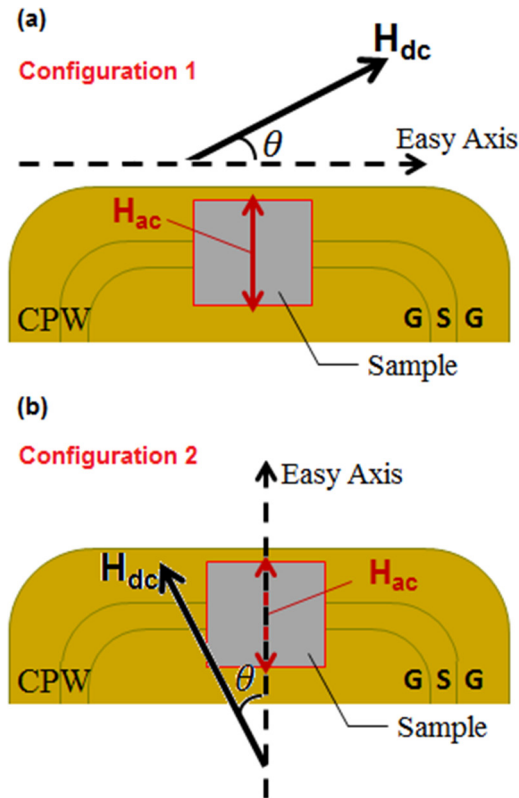 (a)
Configuration 1
Hdc
θ
Easy Axis
Hac
CPW
G S G
Sample
(b)
Configuration 2
Easy Axis
Hdc
Hac
θ
CPW
G S G
Sample